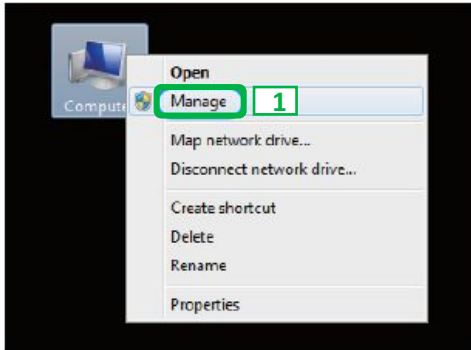 Open
Compute
Manage
1
Map network drive...
Disconnect network drive...
Create shortcut
Delete
Rename
Properties